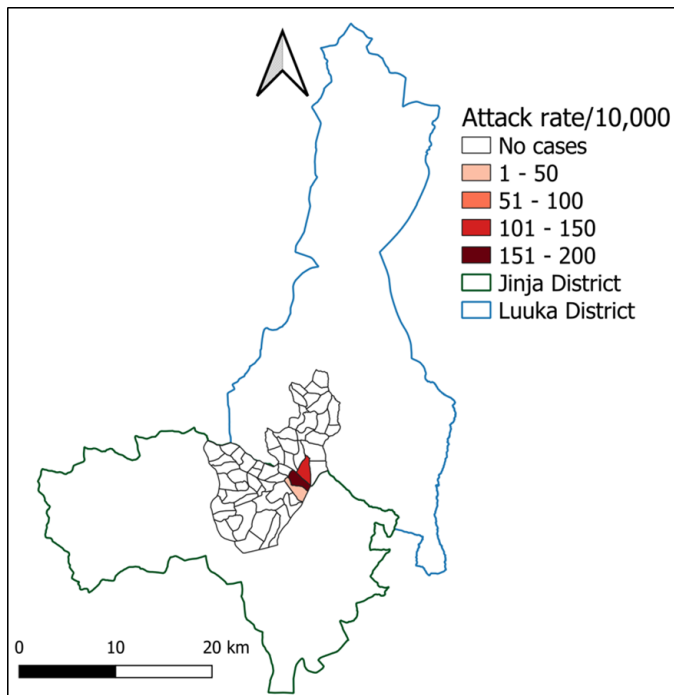 Attack rate/10,000
No cases
1 - 50
51 - 100
101 - 150
151 - 200
Jinja District
Luuka District
0 10 20 km